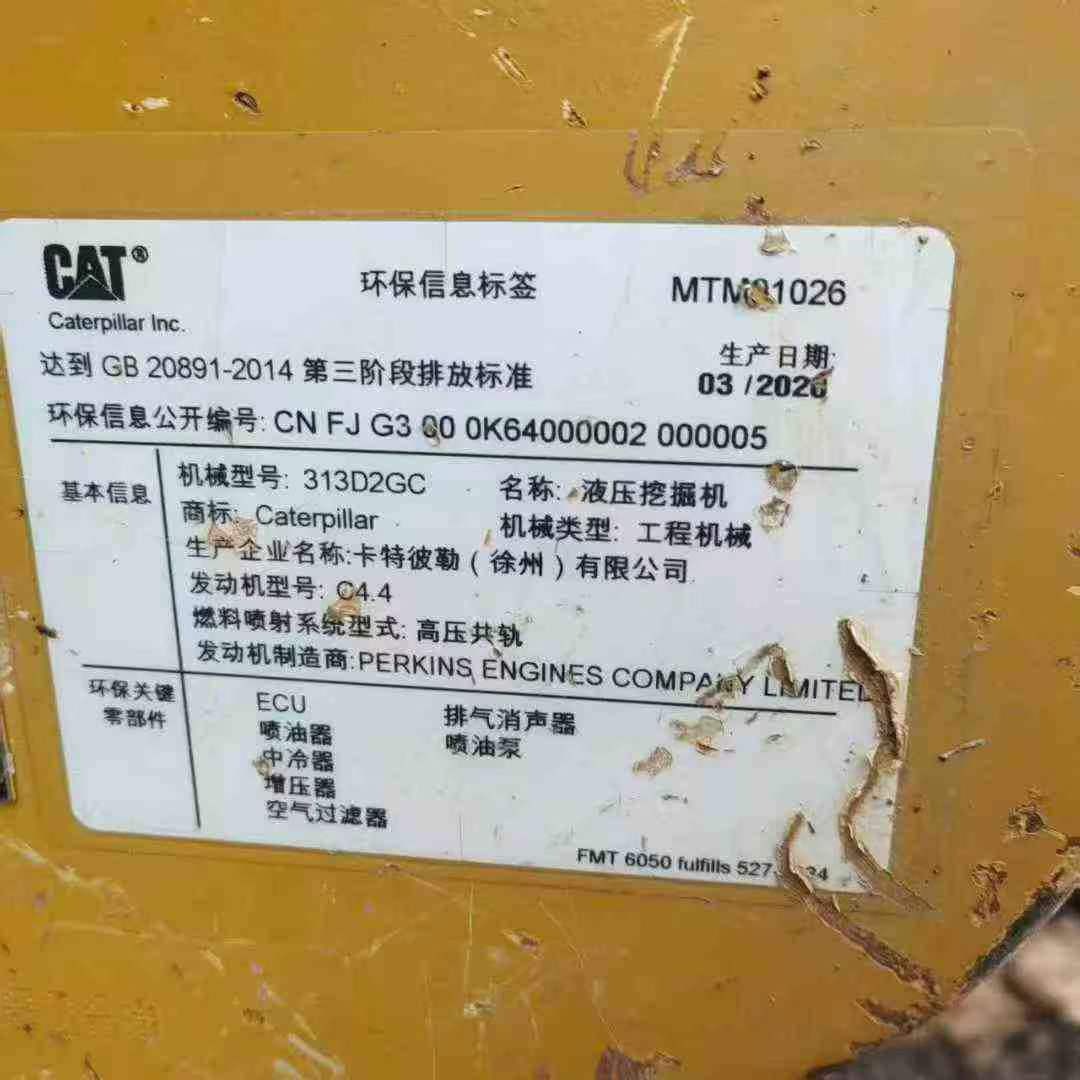 CAT®
Caterpillar Inc.
环保信息标签
达到 GB 20891-2014 第三阶段排放标准
生产日期:
03 /2020
环保信息公开编号: CN FJ G3 00 0K64000002 000005
基本信息
机械型号: 313D2GC
名称: 液压挖掘机
商标: Caterpillar
机械类型: 工程机械
生产企业名称:卡特彼勒（徐州）有限公司
发动机型号: C4.4
燃料喷射系统型式: 高压共轨
发动机制造商:PERKINS ENGINES COMPANY LIMITED
环保关键
零部件
ECU
喷油器
中冷器
增压器
空气过滤器
排气消声器
喷油泵
FMT 6050 fulfills